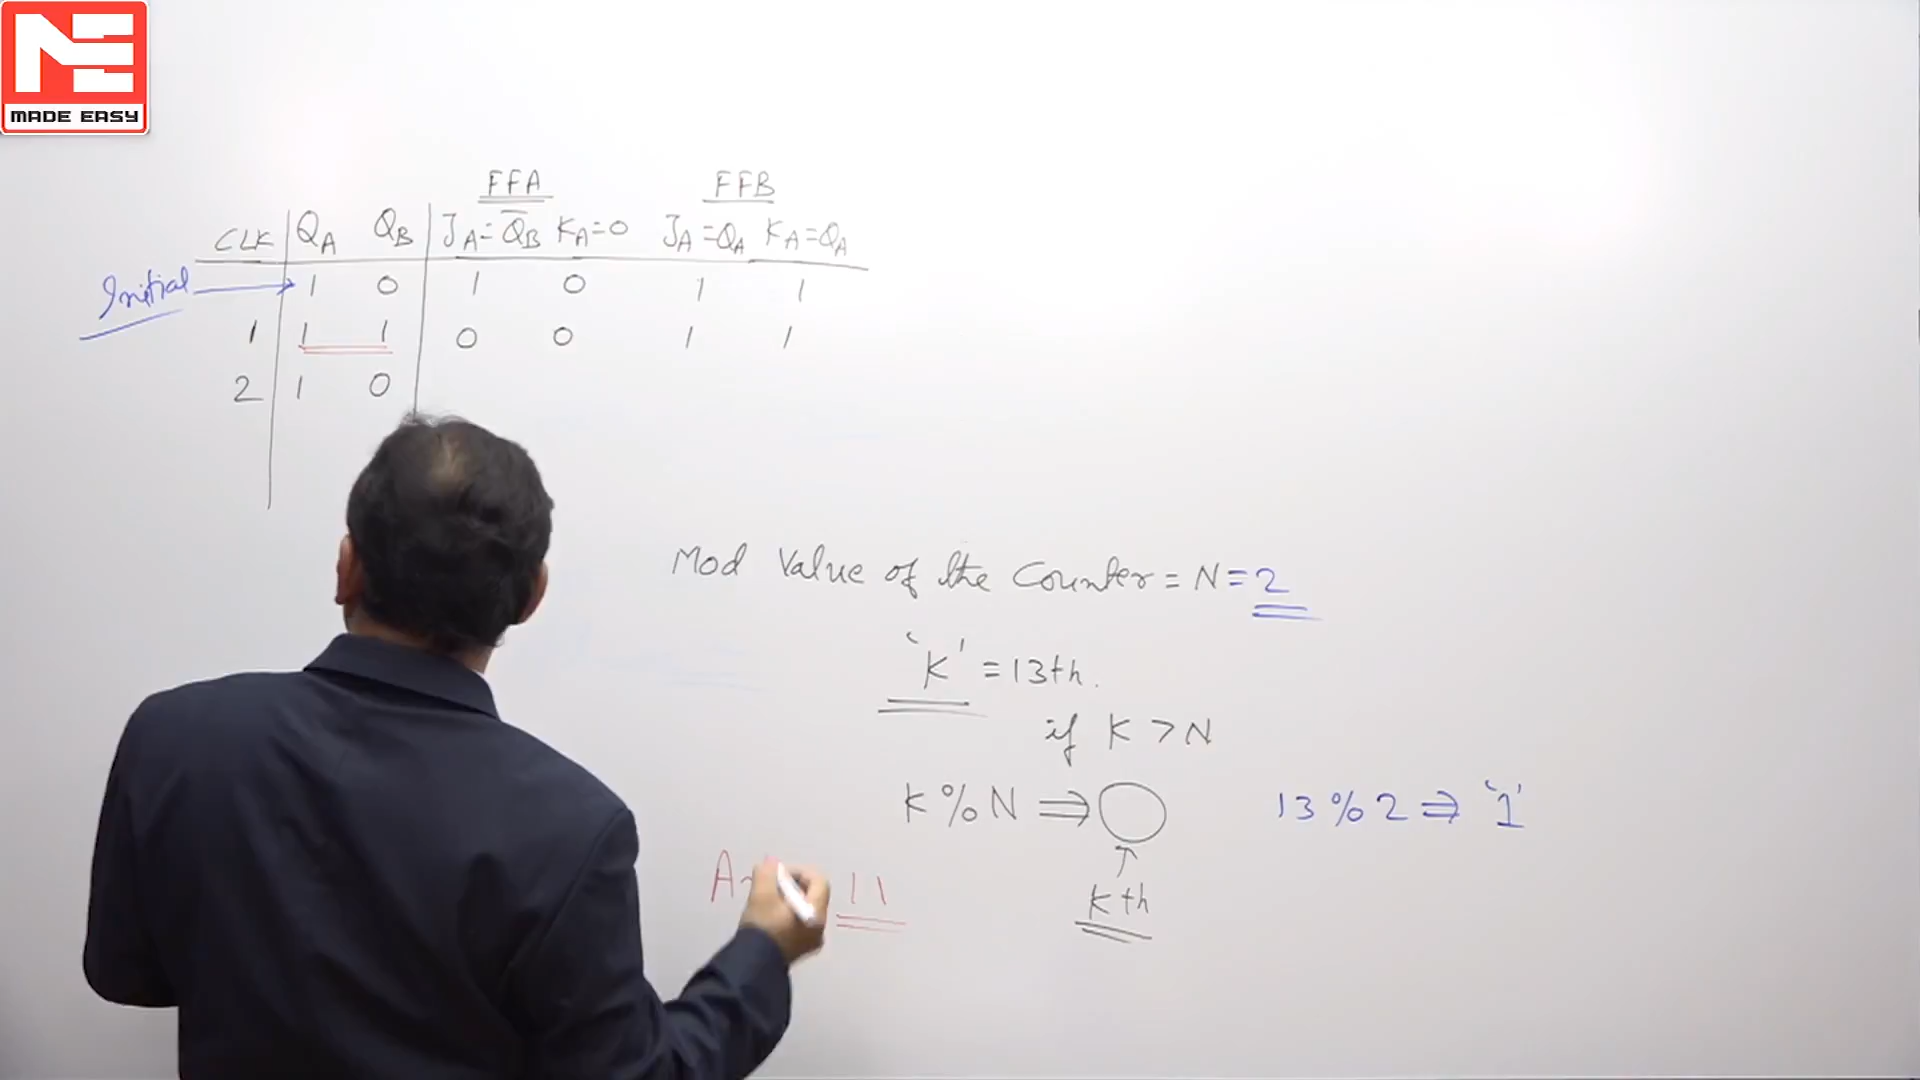 MADE EASY
FFA FFB
CLK QA QB JA = Q̅B KA=0 JA=QA KA=QA
Initial 1 0 1 0 1 1
1 1 1 0 0 1 1
2 1 0
Mod Value of the Counter = N = 2
'K' = 13th.
if K > N
K % N ⇒ 13 % 2 ⇒ '1'
11
Kth